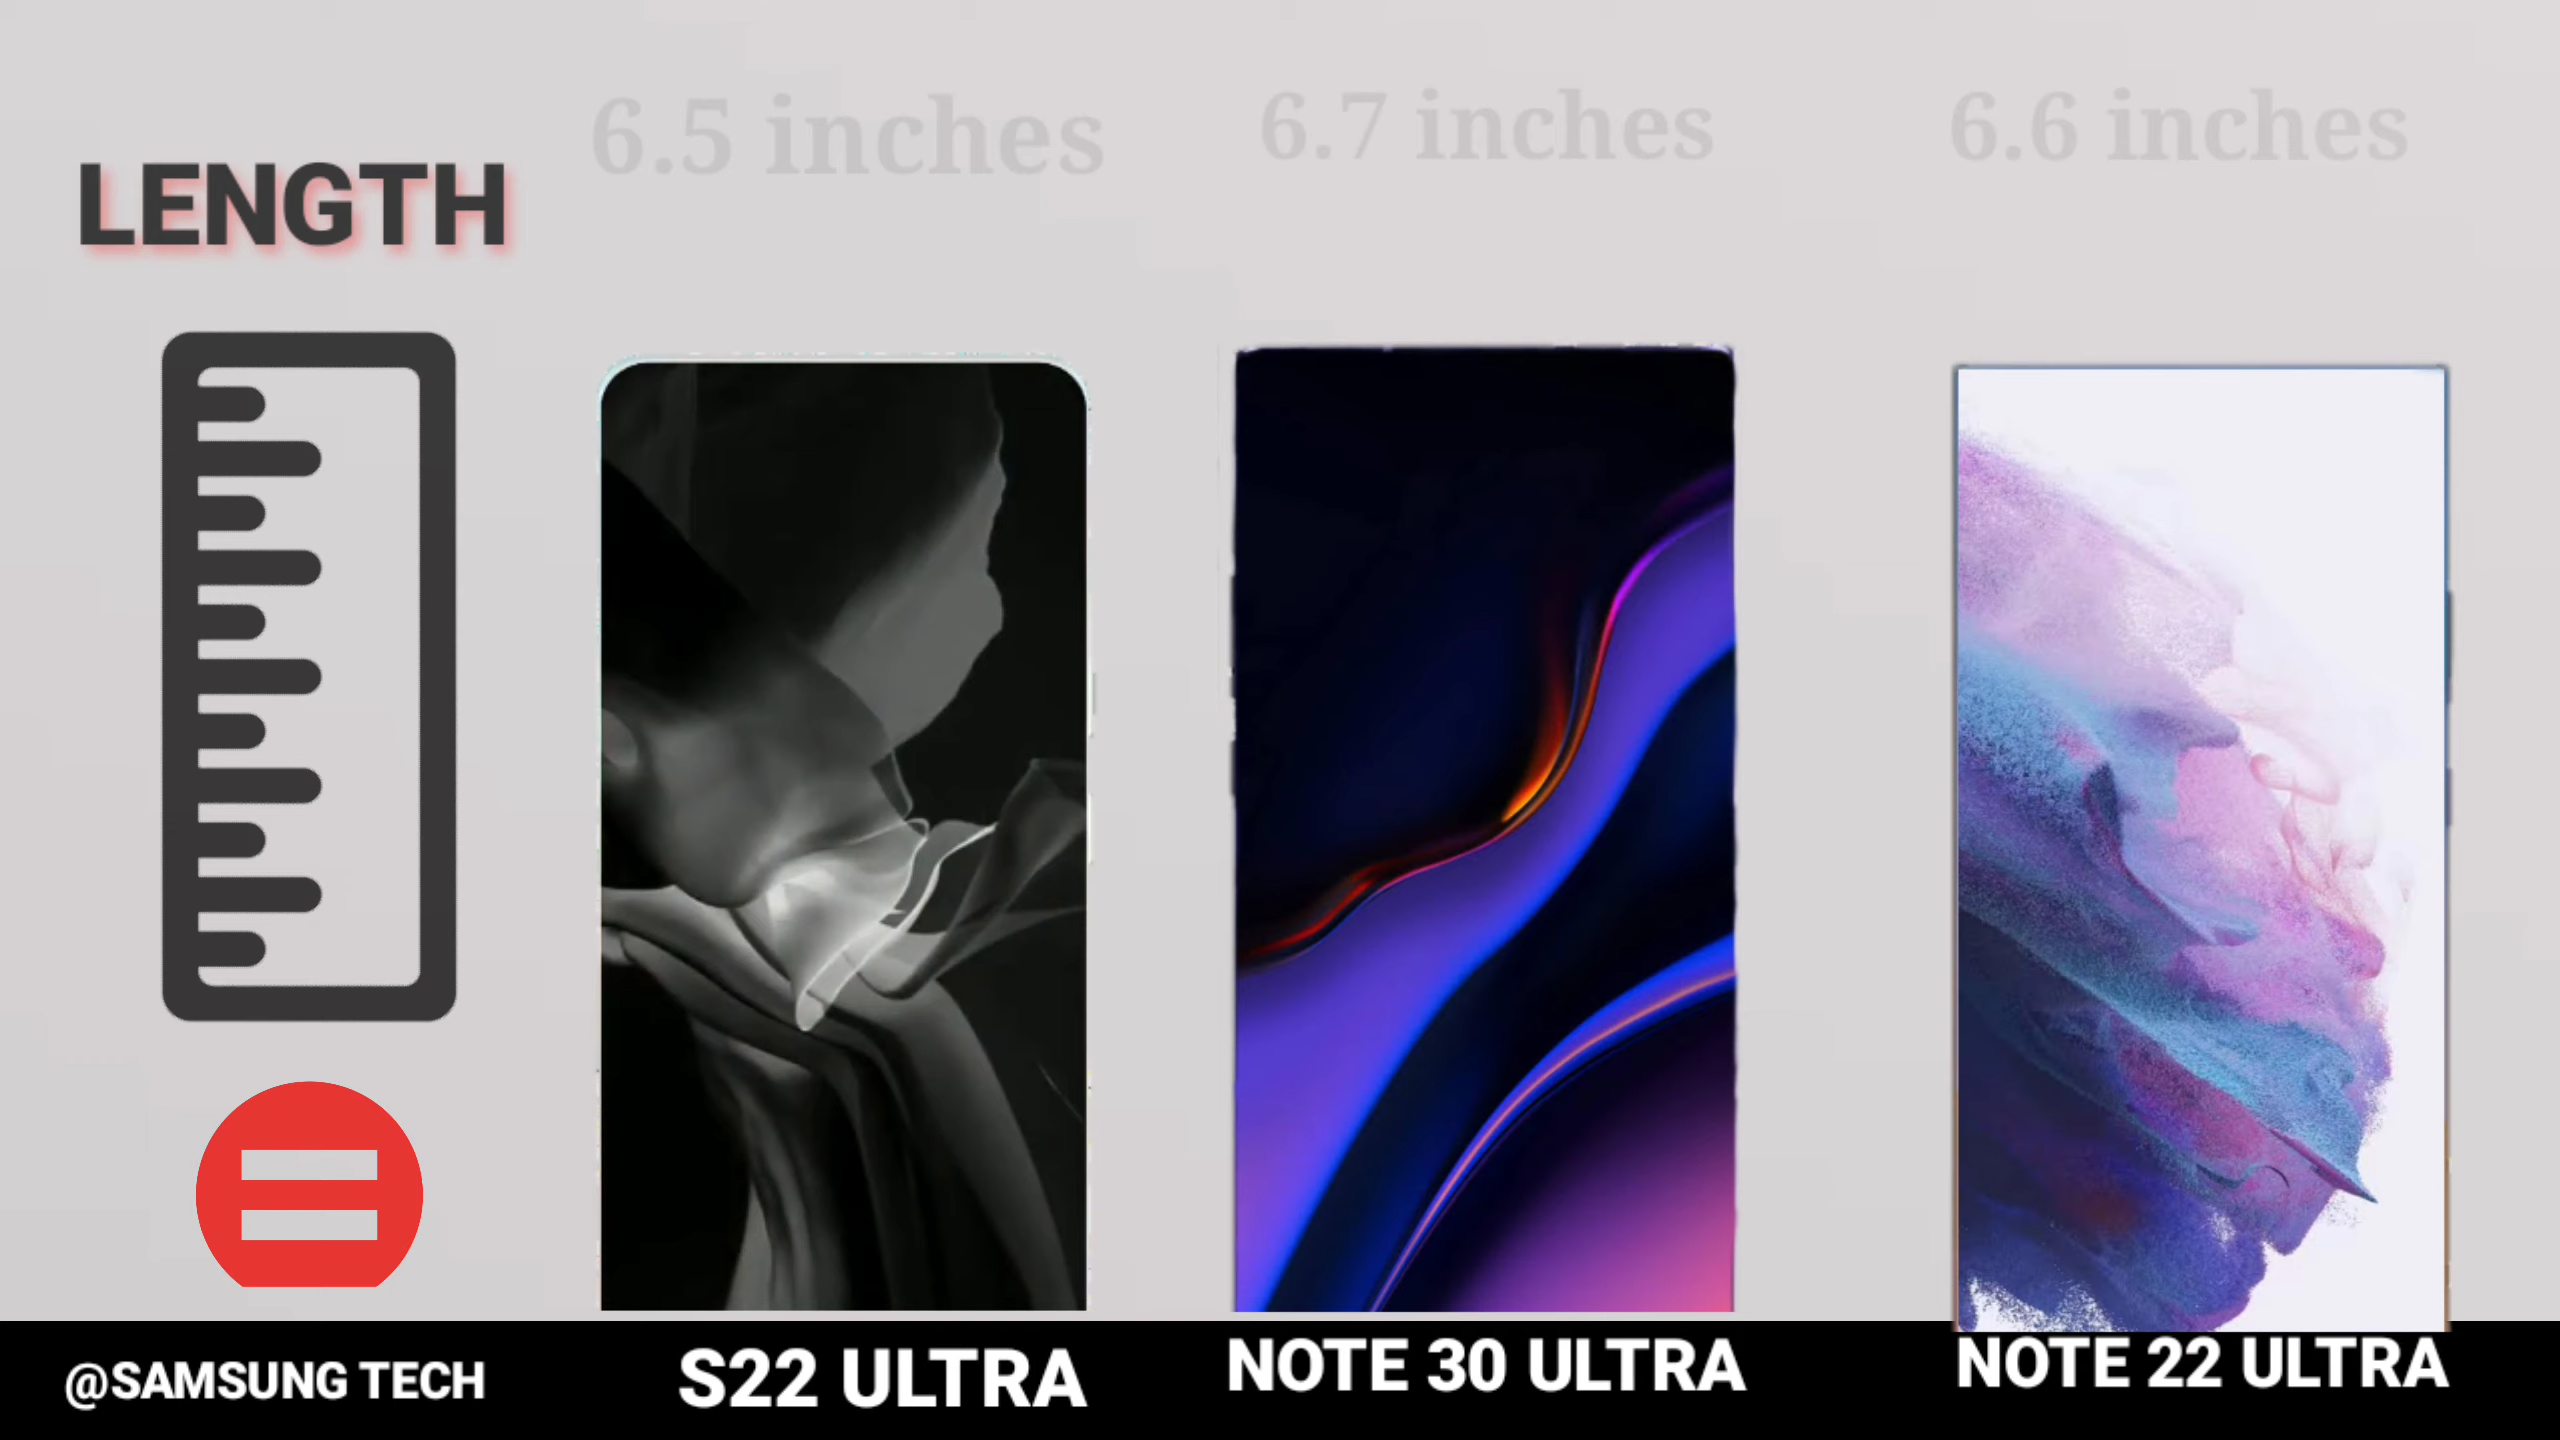 6.5 inches
6.7 inches
6.6 inches
LENGTH
@SAMSUNG TECH
S22 ULTRA
NOTE 30 ULTRA
NOTE 22 ULTRA